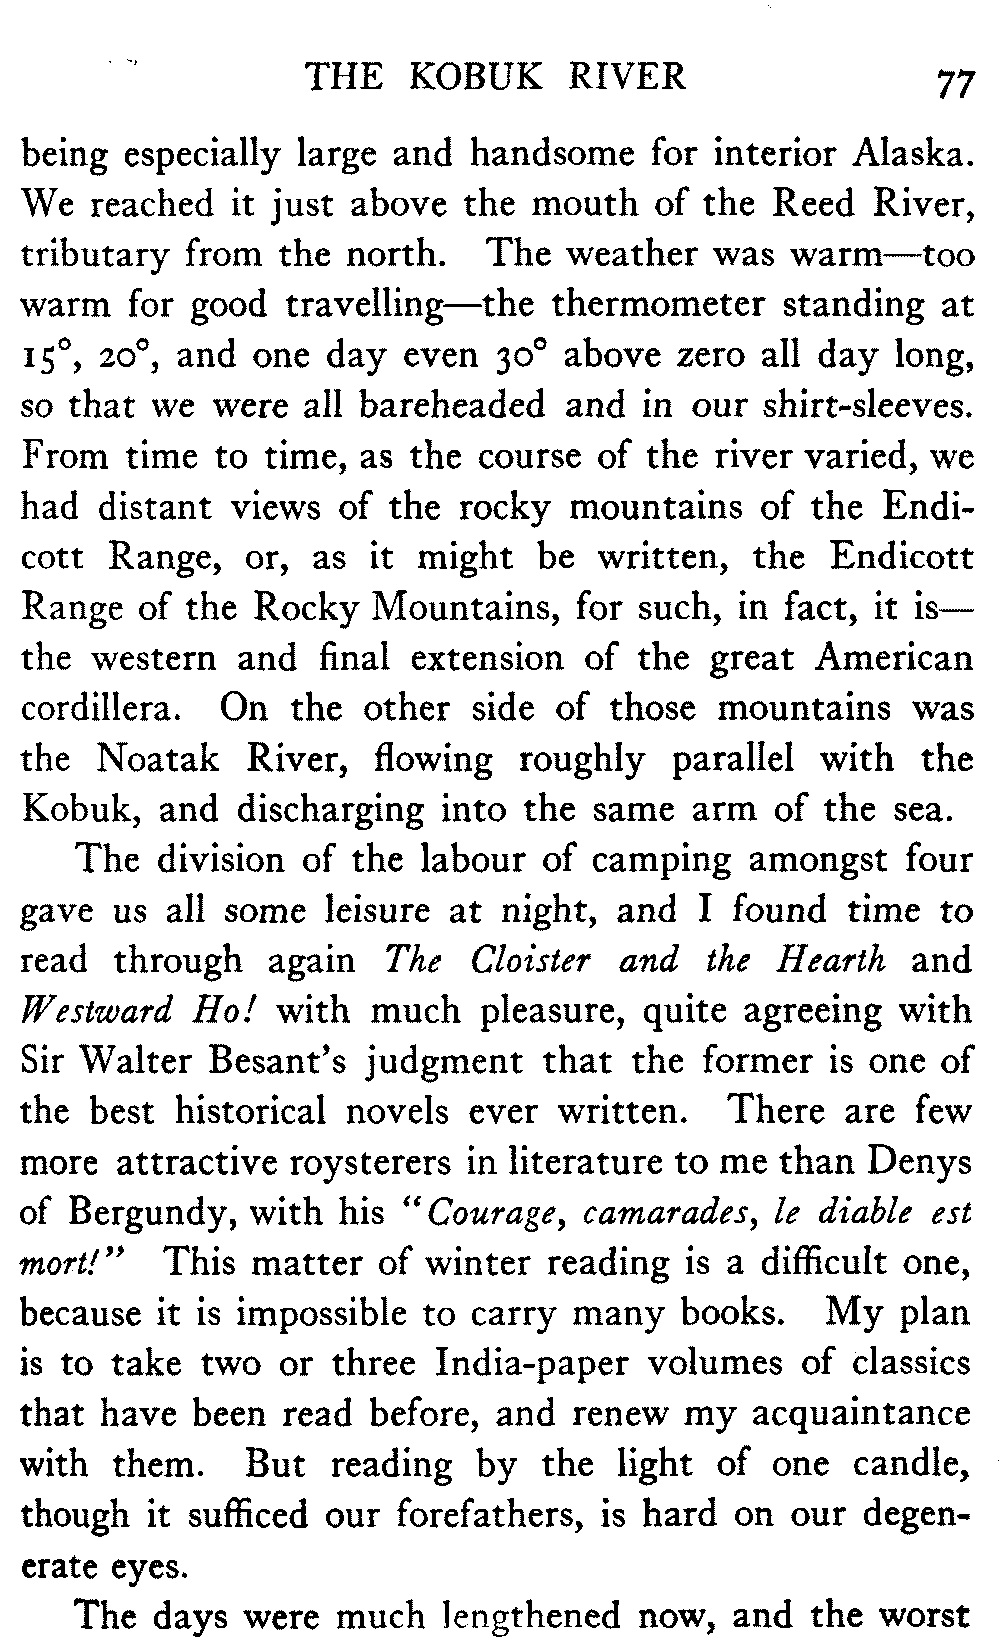 THE KOBUK RIVER 77
being especially large and handsome for interior Alaska.
We reached it just above the mouth of the Reed River,
tributary from the north. The weather was warm—too
warm for good travelling—the thermometer standing at
15°, 20°, and one day even 30° above zero all day long,
so that we were all bareheaded and in our shirt-sleeves.
From time to time, as the course of the river varied, we
had distant views of the rocky mountains of the Endi-
cott Range, or, as it might be written, the Endicott
Range of the Rocky Mountains, for such, in fact, it is—
the western and final extension of the great American
cordillera. On the other side of those mountains was
the Noatak River, flowing roughly parallel with the
Kobuk, and discharging into the same arm of the sea.
The division of the labour of camping amongst four
gave us all some leisure at night, and I found time to
read through again The Cloister and the Hearth and
Westward Ho! with much pleasure, quite agreeing with
Sir Walter Besant's judgment that the former is one of
the best historical novels ever written. There are few
more attractive roysterers in literature to me than Denys
of Bergundy, with his "Courage, camarades, le diable est
mort!" This matter of winter reading is a difficult one,
because it is impossible to carry many books. My plan
is to take two or three India-paper volumes of classics
that have been read before, and renew my acquaintance
with them. But reading by the light of one candle,
though it sufficed our forefathers, is hard on our degen-
erate eyes.
The days were much lengthened now, and the worst